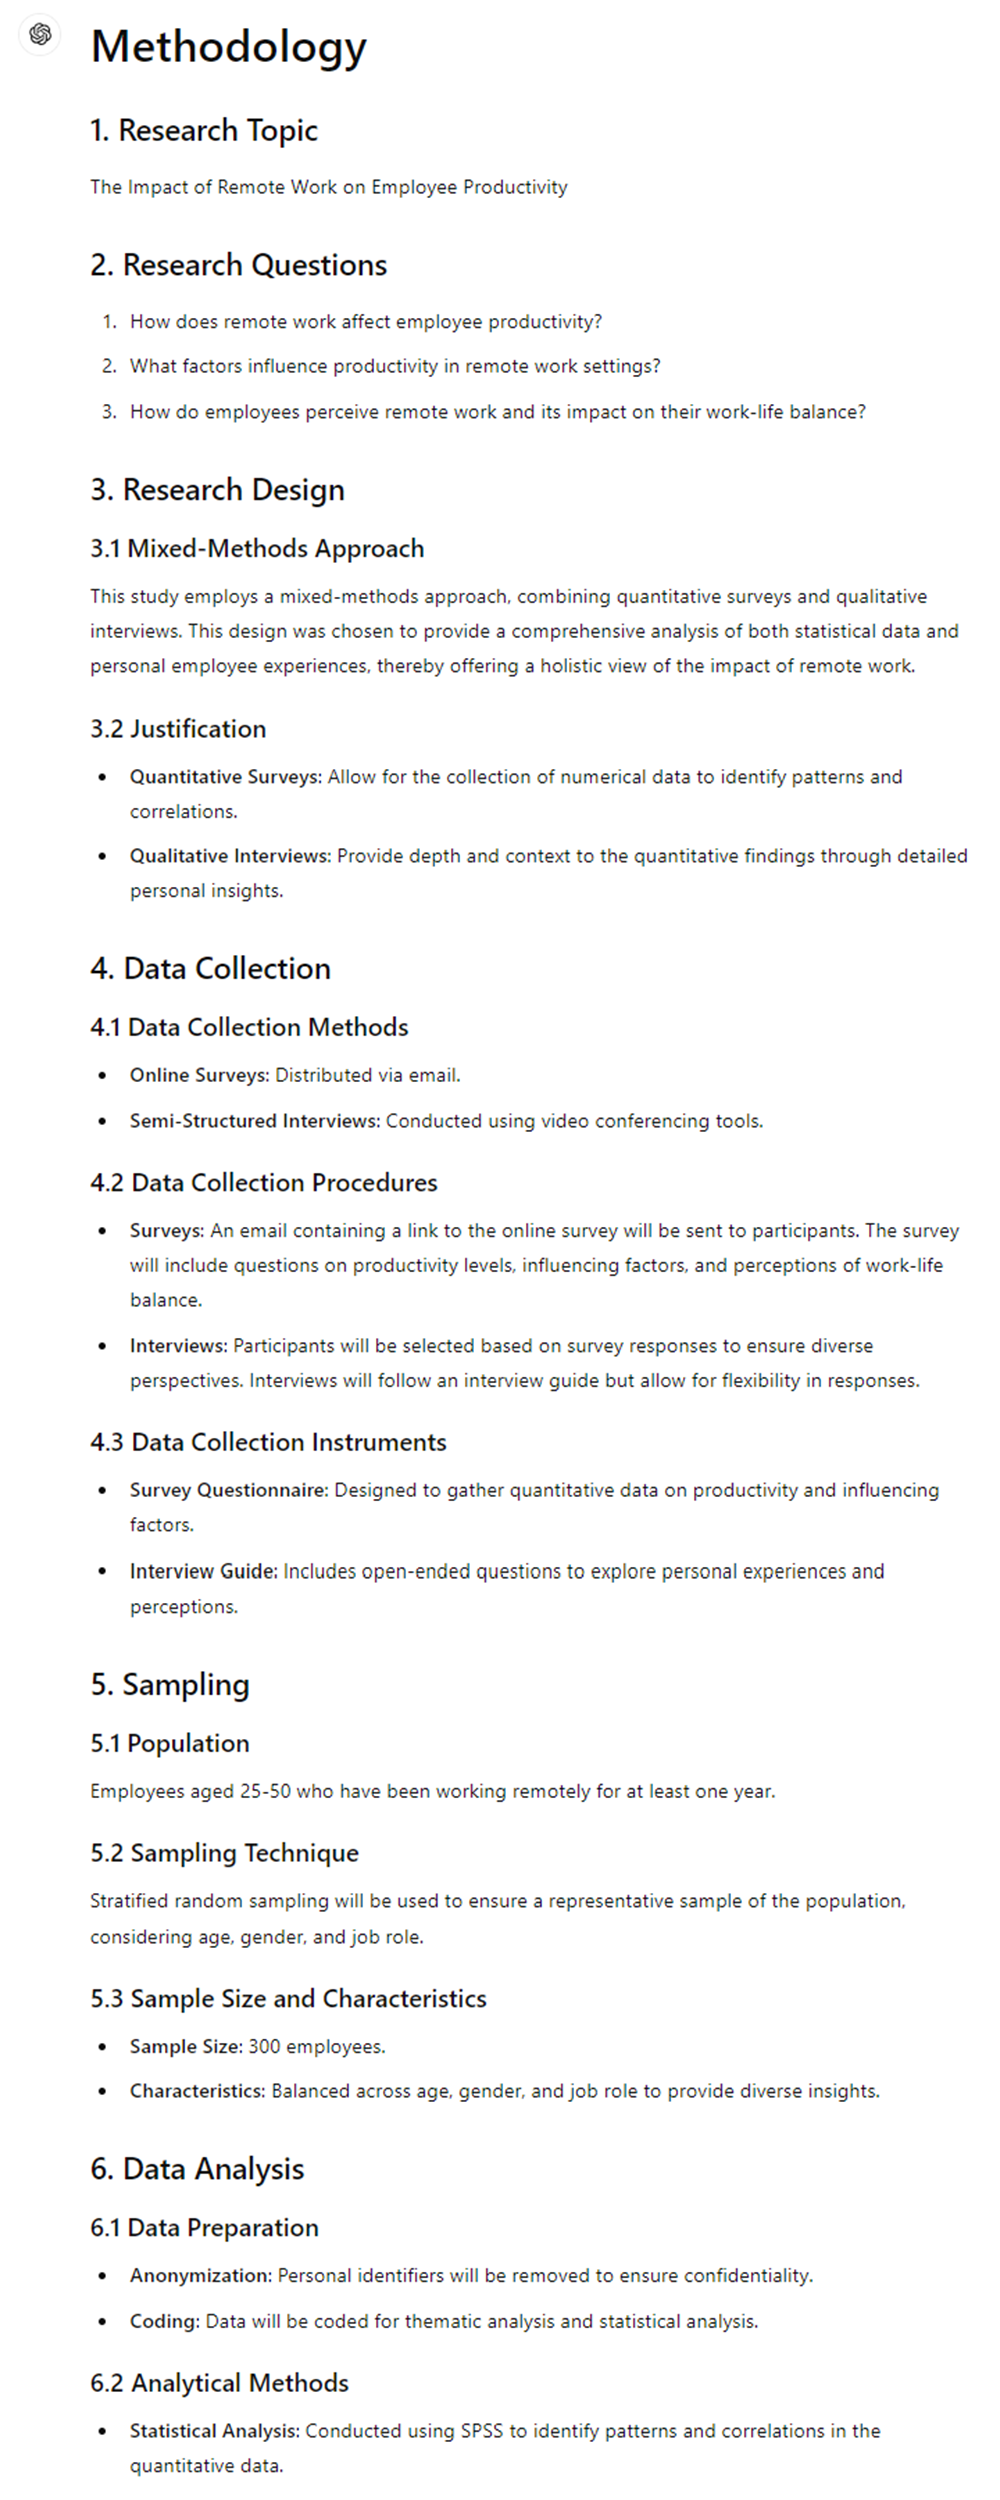 Methodology
1. Research Topic
The Impact of Remote Work on Employee Productivity
2. Research Questions
1. How does remote work affect employee productivity?
2. What factors influence productivity in remote work settings?
3. How do employees perceive remote work and its impact on their work-life balance?
3. Research Design
3.1 Mixed-Methods Approach
This study employs a mixed-methods approach, combining quantitative surveys and qualitative
interviews. This design was chosen to provide a comprehensive analysis of both statistical data and
personal employee experiences, thereby offering a holistic view of the impact of remote work.
3.2 Justification
• Quantitative Surveys: Allow for the collection of numerical data to identify patterns and
correlations.
• Qualitative Interviews: Provide depth and context to the quantitative findings through detailed
personal insights.
4. Data Collection
4.1 Data Collection Methods
• Online Surveys: Distributed via email.
• Semi-Structured Interviews: Conducted using video conferencing tools.
4.2 Data Collection Procedures
• Surveys: An email containing a link to the online survey will be sent to participants. The survey
will include questions on productivity levels, influencing factors, and perceptions of work-life
balance.
• Interviews: Participants will be selected based on survey responses to ensure diverse
perspectives. Interviews will follow an interview guide but allow for flexibility in responses.
4.3 Data Collection Instruments
• Survey Questionnaire: Designed to gather quantitative data on productivity and influencing
factors.
• Interview Guide: Includes open-ended questions to explore personal experiences and
perceptions.
5. Sampling
5.1 Population
Employees aged 25-50 who have been working remotely for at least one year.
5.2 Sampling Technique
Stratified random sampling will be used to ensure a representative sample of the population,
considering age, gender, and job role.
5.3 Sample Size and Characteristics
• Sample Size: 300 employees.
• Characteristics: Balanced across age, gender, and job role to provide diverse insights.
6. Data Analysis
6.1 Data Preparation
• Anonymization: Personal identifiers will be removed to ensure confidentiality.
• Coding: Data will be coded for thematic analysis and statistical analysis.
6.2 Analytical Methods
• Statistical Analysis: Conducted using SPSS to identify patterns and correlations in the
quantitative data.